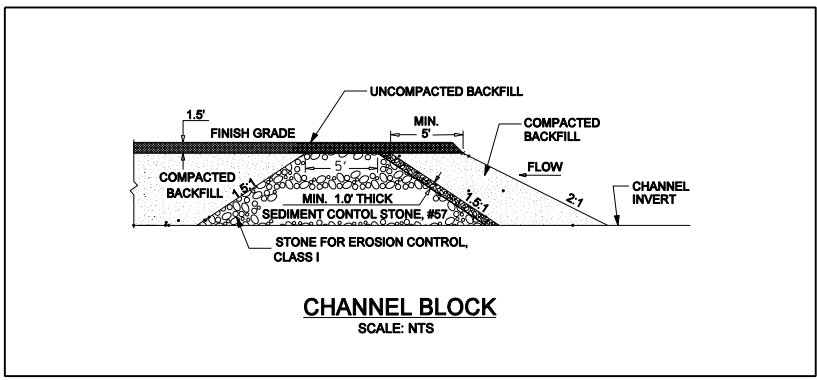 UNCOMPACTED BACKFILL
1.5'
FINISH GRADE
MIN.
5'
COMPACTED
BACKFILL
FLOW
COMPACTED
BACKFILL
1.5:1
5'
MIN. 1.0' THICK
SEDIMENT CONTOL STONE, #57
1.5:1
2:1
CHANNEL
INVERT
STONE FOR EROSION CONTROL,
CLASS I
CHANNEL BLOCK
SCALE: NTS